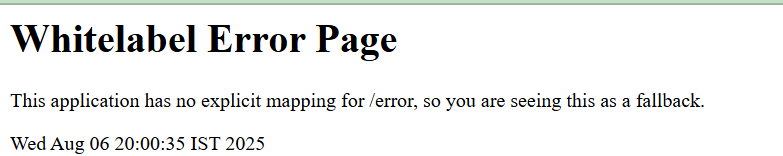 Whitelabel Error Page
This application has no explicit mapping for /error, so you are seeing this as a fallback.
Wed Aug 06 20:00:35 IST 2025